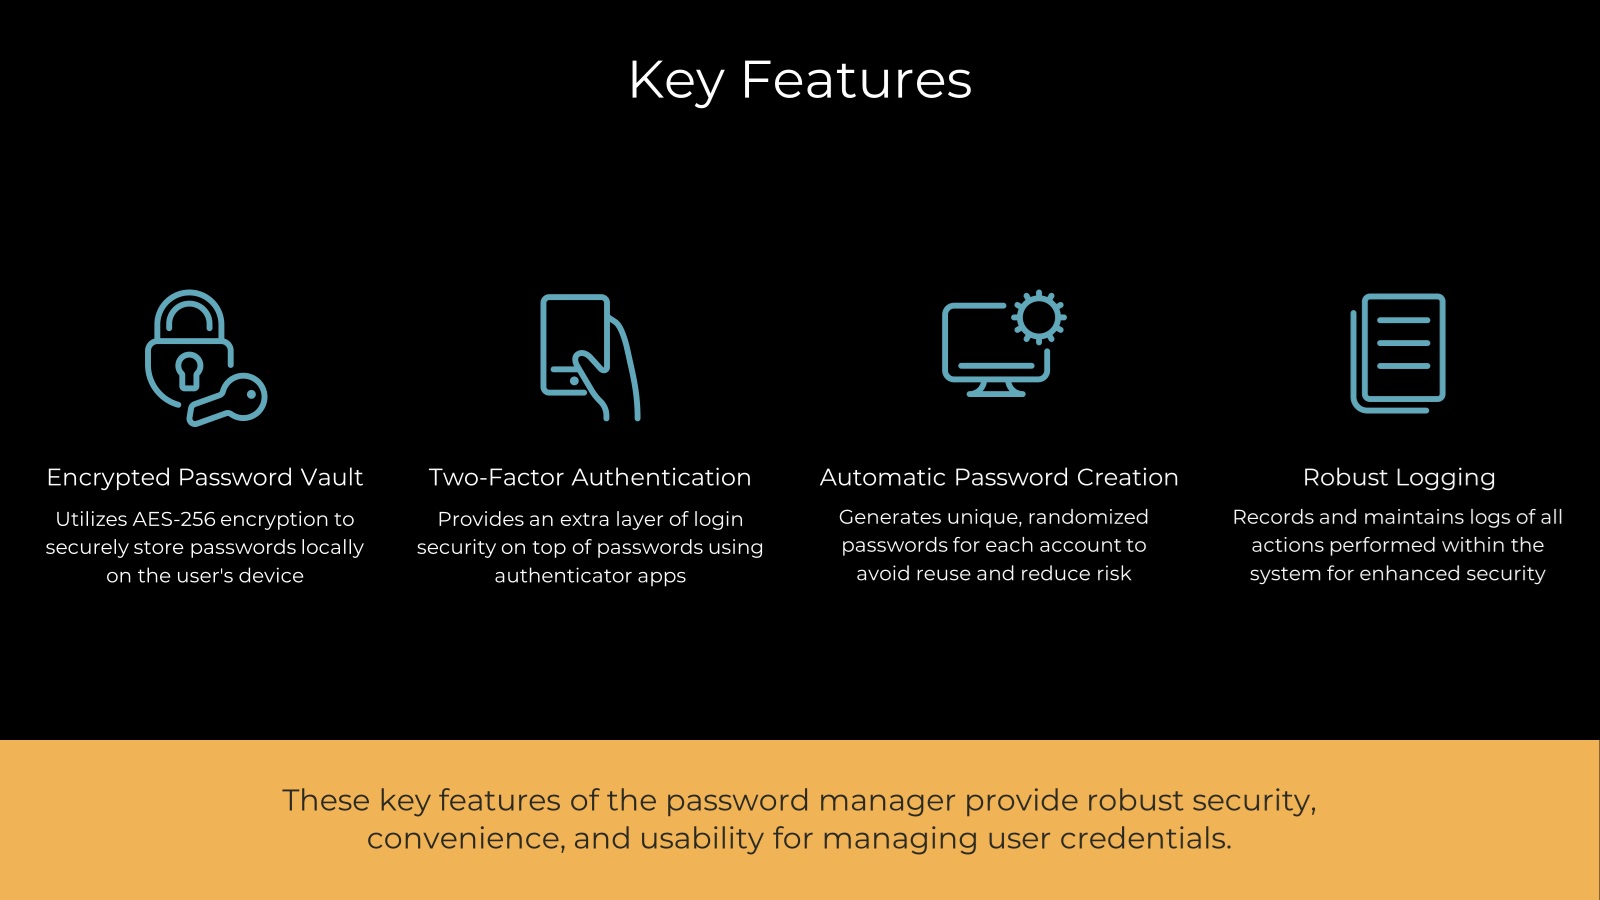 Key Features
Encrypted Password Vault
Utilizes AES-256 encryption to
securely store passwords locally
on the user's device
Two-Factor Authentication
Provides an extra layer of login
security on top of passwords using
authenticator apps
Automatic Password Creation
Generates unique, randomized
passwords for each account to
avoid reuse and reduce risk
Robust Logging
Records and maintains logs of all
actions performed within the
system for enhanced security
These key features of the password manager provide robust security,
convenience, and usability for managing user credentials.